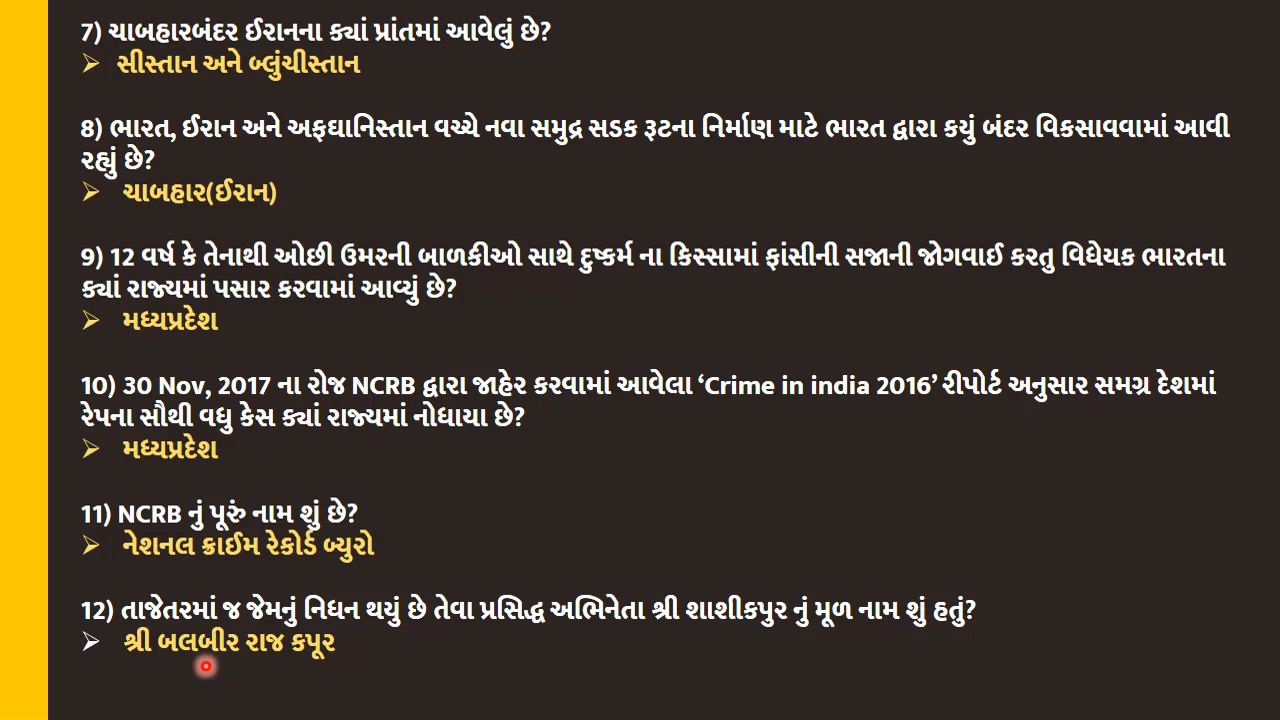 7) ચાબહારબંદર ઈરાનના ક્યાં પ્રાંતમાં આવેલું છે?
➢ સીસ્તાન અને બ્લુંચીસ્તાન
8) ભારત, ઈરાન અને અફઘાનિસ્તાન વચ્ચે નવા સમુદ્ર સડક રૂટના નિર્માણ માટે ભારત દ્વારા કયું બંદર વિકસાવવામાં આવી
રહ્યું છે?
➢ ચાબહાર(ઈરાન)
9) 12 વર્ષ કે તેનાથી ઓછી ઉમરની બાળકીઓ સાથે દુષ્કર્મ ના કિસ્સામાં ફાંસીની સજાની જોગવાઈ કરતુ વિધેયક ભારતના
ક્યાં રાજ્યમાં પસાર કરવામાં આવ્યું છે?
➢ મધ્યપ્રદેશ
10) 30 Nov, 2017 ના રોજ NCRB દ્વારા જાહેર કરવામાં આવેલા ‘Crime in india 2016’ રીપોર્ટ અનુસાર સમગ્ર દેશમાં
રેપના સૌથી વધુ કેસ ક્યાં રાજ્યમાં નોધાયા છે?
➢ મધ્યપ્રદેશ
11) NCRB નું પૂરું નામ શું છે?
➢ નેશનલ ક્રાઈમ રેકોર્ડ બ્યુરો
12) તાજેતરમાં જ જેમનું નિધન થયું છે તેવા પ્રસિદ્ધ અભિનેતા શ્રી શાશીકપુર નું મૂળ નામ શું હતું?
➢ શ્રી બલબીર રાજ કપૂર